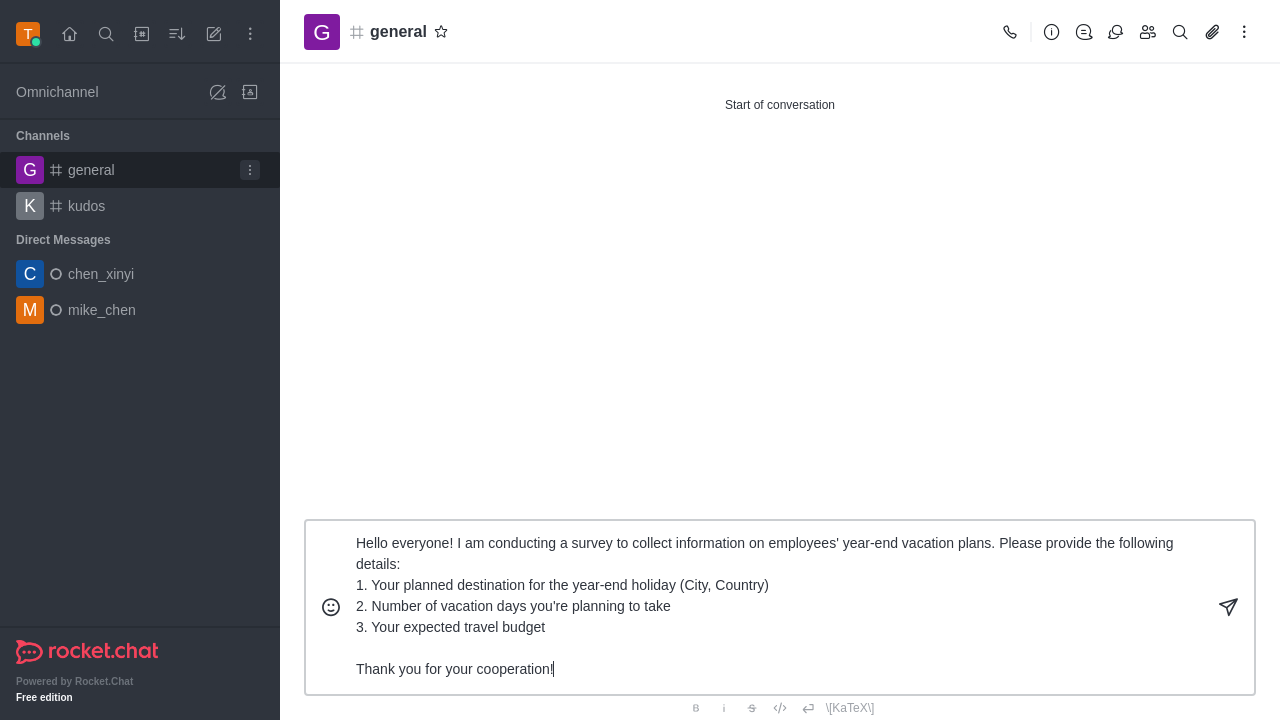 T
G
general
Omnichannel
Start of conversation
Channels
G general
K kudos
Direct Messages
C chen_xinyi
M mike_chen
Hello everyone! I am conducting a survey to collect information on employees' year-end vacation plans. Please provide the following
details:
1. Your planned destination for the year-end holiday (City, Country)
2. Number of vacation days you're planning to take
3. Your expected travel budget
Thank you for your cooperation!
rocket.chat
Powered by Rocket.Chat
Free edition
B i S \[KaTeX\]